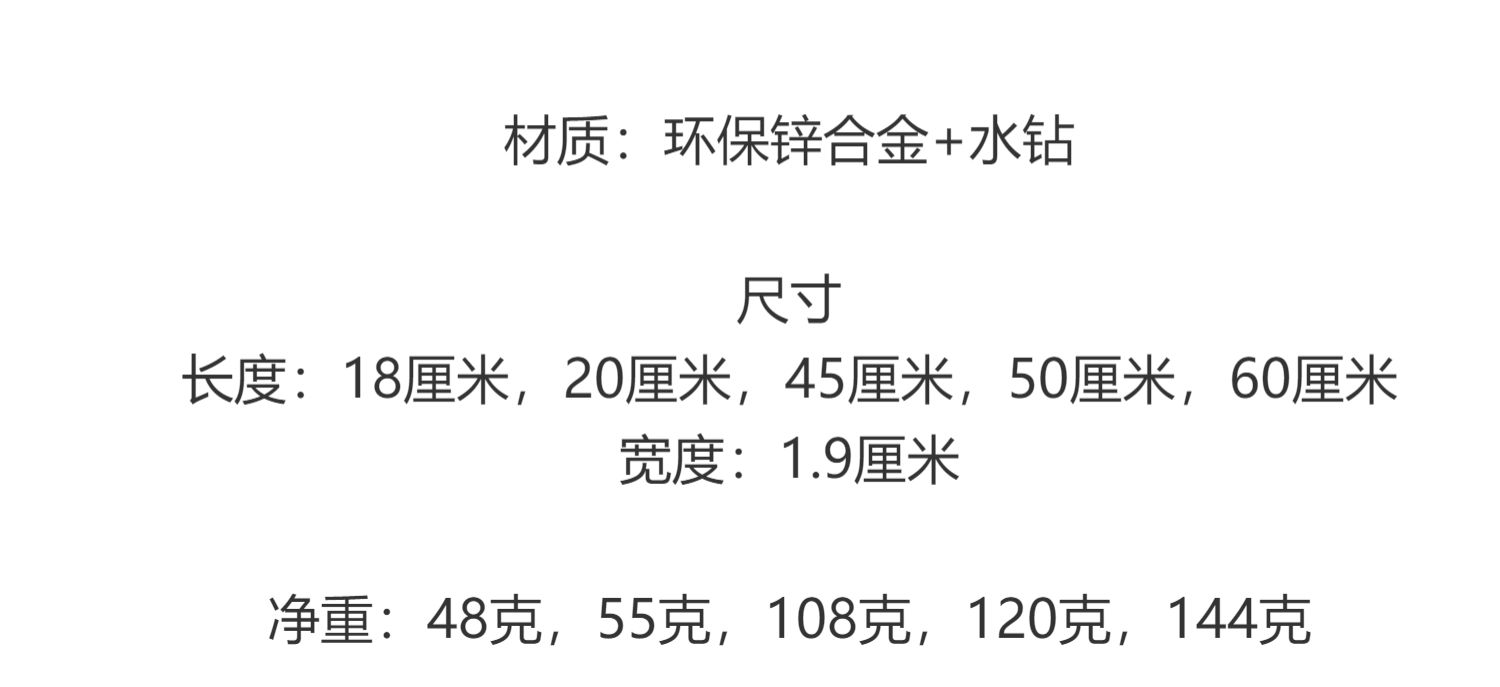 材质：环保锌合金+水钻
尺寸
长度：18厘米，20厘米，45厘米，50厘米，60厘米
宽度：1.9厘米
净重：48克，55克，108克，120克，144克